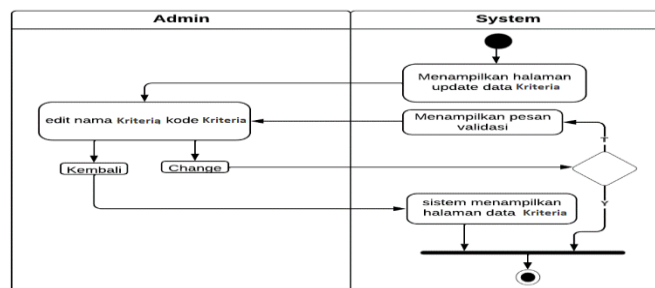 Admin
System
Menampilkan halaman
update data Kriteria
edit nama Kriteria kode Kriteria
Menampilkan pesan
validasi
T
Kembali
Change
Y
sistem menampilkan
halaman data Kriteria